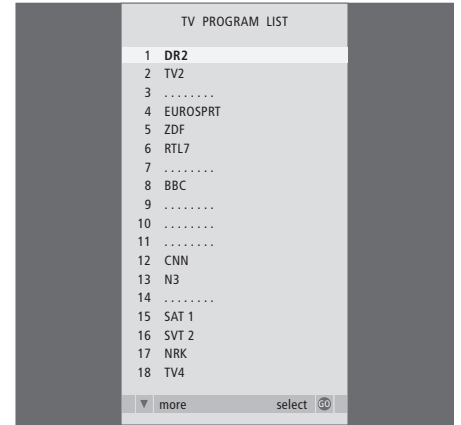 TV PROGRAM LIST
1 DR2
2 TV2
3 . . . . . . . .
4 EUROSPRT
5 ZDF
6 RTL7
7 . . . . . . . .
8 BBC
9 . . . . . . . .
10 . . . . . . . .
11 . . . . . . . .
12 CNN
13 N3
14 . . . . . . . .
15 SAT 1
16 SVT 2
17 NRK
18 TV4
▼ more select GO